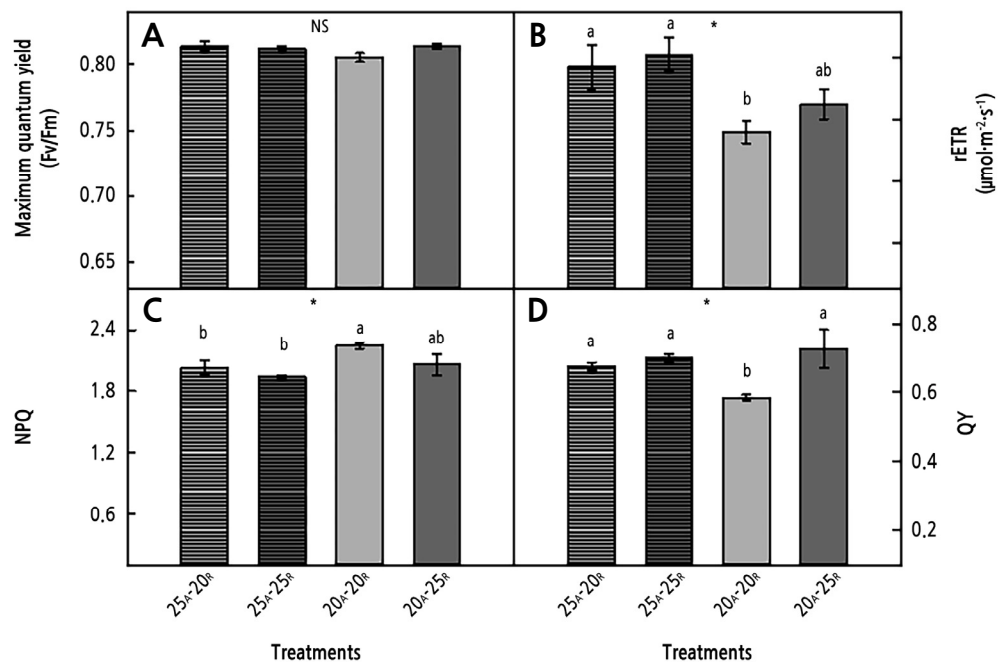 A
NS
Maximum quantum yield
(Fv/Fm)
0.80
0.75
0.70
0.65
B
*
a
a
b
ab
rETR
(µmol·m-2·s-1)
C
*
b
b
a
ab
NPQ
2.4
1.8
1.2
0.6
D
*
a
a
b
a
QY
0.8
0.6
0.4
0.2
25A-20R
25A-25R
20A-20R
20A-25R
25A-20R
25A-25R
20A-20R
20A-25R
Treatments
Treatments